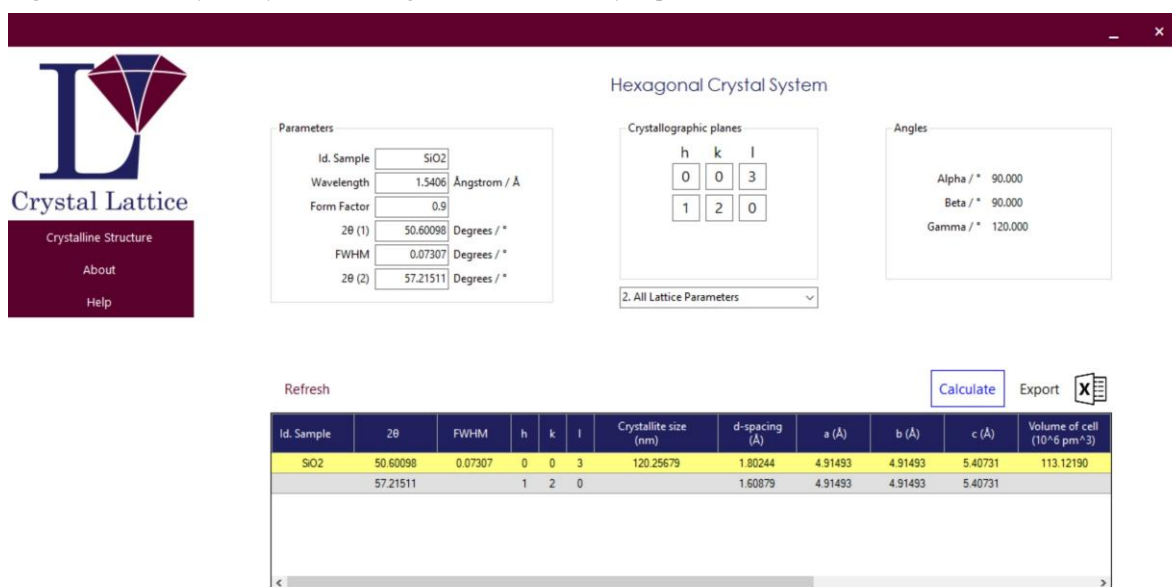 Hexagonal Crystal System
Crystal Lattice
Crystalline Structure
About
Help
Parameters
Id. Sample SiO2
Wavelength 1.5406 Ångstrom / Å
Form Factor 0.9
2θ (1) 50.60098 Degrees / °
FWHM 0.07307 Degrees / °
2θ (2) 57.21511 Degrees / °
Crystallographic planes
h k l
0 0 3
1 2 0
2. All Lattice Parameters
Angles
Alpha / ° 90.000
Beta / ° 90.000
Gamma / ° 120.000
Refresh
Calculate
Export
Id. Sample 2θ FWHM h k l Crystallite size (nm) d-spacing (Å) a (Å) b (Å) c (Å) Volume of cell (10^6 pm^3)
SiO2 50.60098 0.07307 0 0 3 120.25679 1.80244 4.91493 4.91493 5.40731 113.12190
57.21511 1 2 0 1.60879 4.91493 4.91493 5.40731